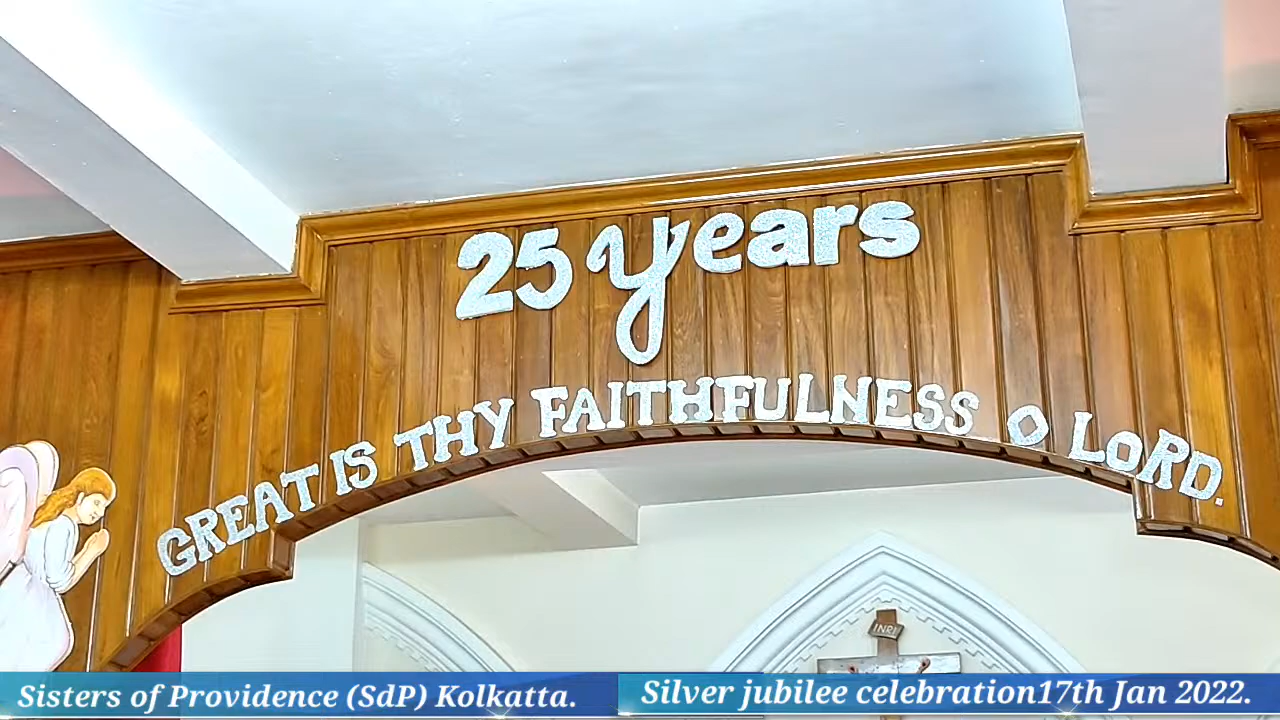 25 years
GREAT IS THY FAITHFULNESS O LORD.
INRI
Sisters of Providence (SdP) Kolkatta.
Silver jubilee celebration17th Jan 2022.